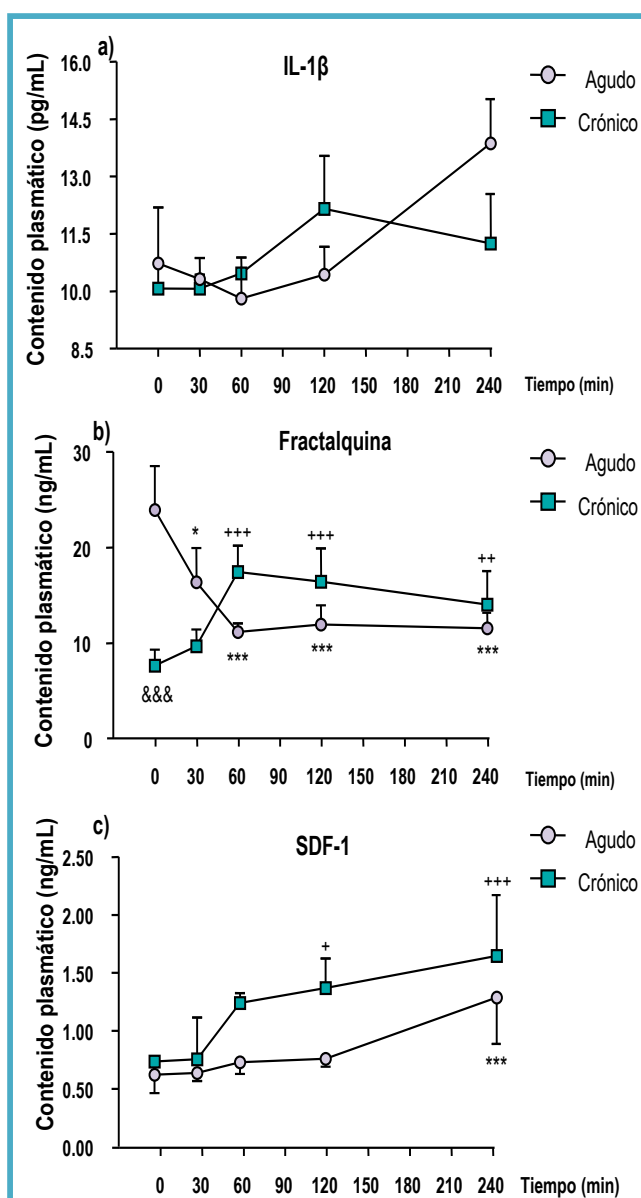 a)
IL-1β
Contenido plasmático (pg/mL)
16.0
14.5
13.0
11.5
10.0
8.5
0 30 60 90 120 150 180 210 240
Tiempo (min)
Agudo
Crónico
b)
Fractalquina
Contenido plasmático (ng/mL)
30
20
10
0
* +++ +++ ++
&&& *** *** ***
0 30 60 90 120 150 180 210 240
Tiempo (min)
Agudo
Crónico
c)
SDF-1
Contenido plasmático (ng/mL)
2.50
2.00
1.50
1.00
0.50
0.00
+ +++
***
0 30 60 90 120 150 180 210 240
Tiempo (min)
Agudo
Crónico